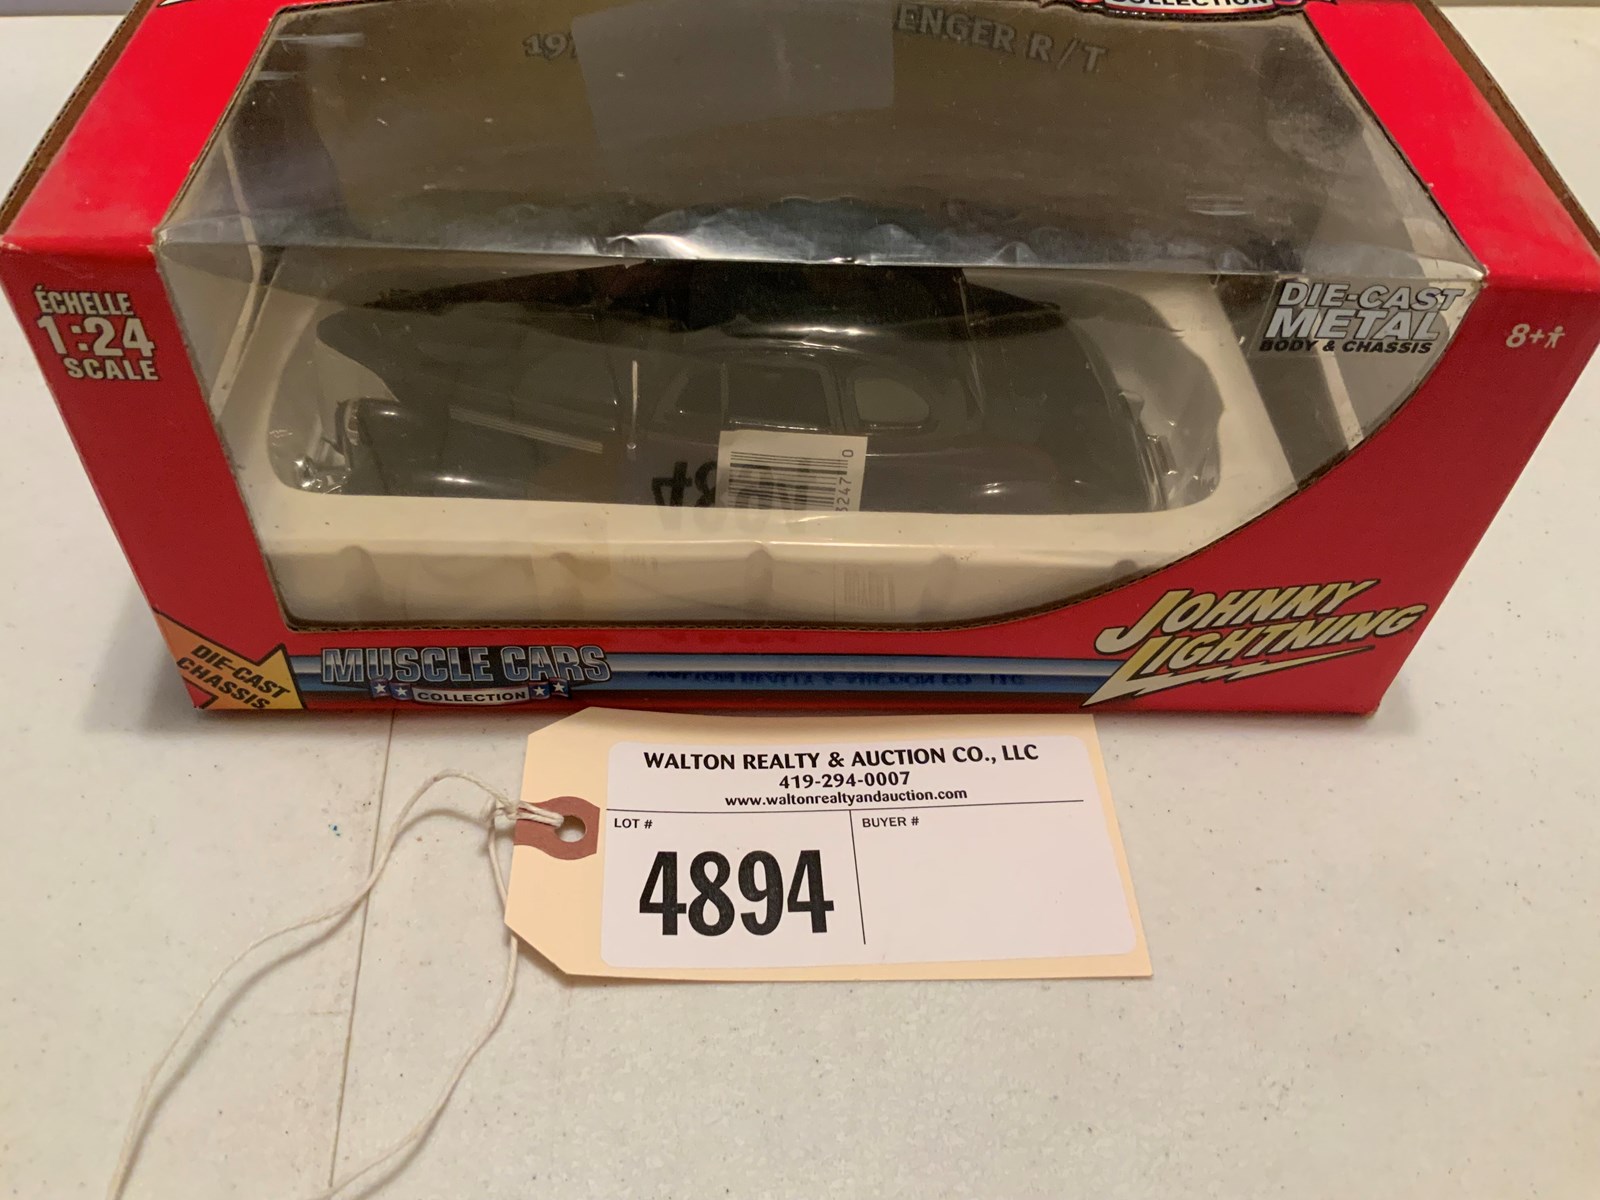 COLLECTION
ENGER R/T
ÉCHELLE
1:24
SCALE
DIE-CAST
METAL
BODY & CHASSIS
8+
DIE-CAST
CHASSIS
MUSCLE CARS
COLLECTION
JOHNNY
LIGHTNING
WALTON REALTY & AUCTION CO., LLC
419-294-0007
www.waltonrealtyandauction.com
LOT #
BUYER #
4894